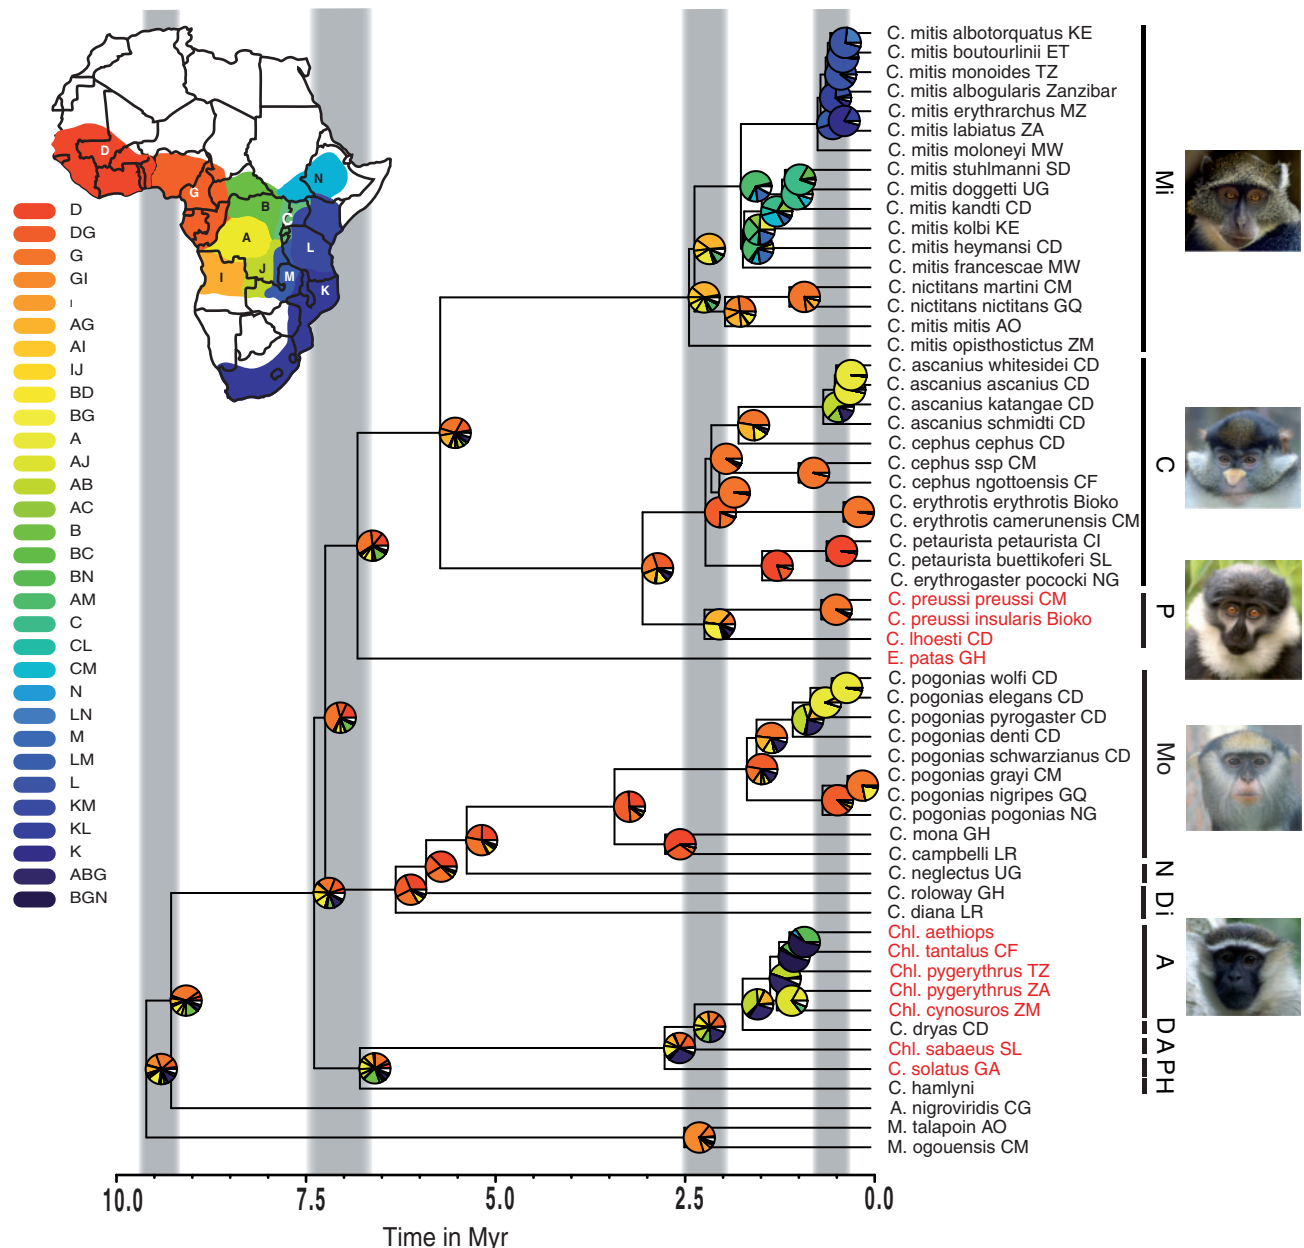 D
G
B
N
C
A
L
I
J
M
K
D
DG
G
GI
I
AG
AI
IJ
BD
BG
A
AJ
AB
AC
B
BC
BN
AM
C
CL
CM
N
LN
M
LM
L
KM
KL
K
ABG
BGN
C. mitis albotorquatus KE
C. mitis boutourlinii ET
C. mitis monoides TZ
C. mitis albogularis Zanzibar
C. mitis erythrarchus MZ
C. mitis labiatus ZA
C. mitis moloneyi MW
C. mitis stuhlmanni SD
C. mitis doggetti UG
C. mitis kandti CD
C. mitis kolbi KE
C. mitis heymansi CD
C. mitis francescae MW
C. nictitans martini CM
C. nictitans nictitans GQ
C. mitis mitis AO
C. mitis opisthostictus ZM
C. ascanius whitesidei CD
C. ascanius ascanius CD
C. ascanius katangae CD
C. ascanius schmidti CD
C. cephus cephus CD
C. cephus ssp CM
C. cephus ngottoensis CF
C. erythrotis erythrotis Bioko
C. erythrotis camerunensis CM
C. petaurista petaurista CI
C. petaurista buettikoferi SL
C. erythrogaster pococki NG
C. preussi preussi CM
C. preussi insularis Bioko
C. lhoesti CD
E. patas GH
C. pogonias wolfi CD
C. pogonias elegans CD
C. pogonias pyrogaster CD
C. pogonias denti CD
C. pogonias schwarzianus CD
C. pogonias grayi CM
C. pogonias nigripes GQ
C. pogonias pogonias NG
C. mona GH
C. campbelli LR
C. neglectus UG
C. roloway GH
C. diana LR
Chl. aethiops
Chl. tantalus CF
Chl. pygerythrus TZ
Chl. pygerythrus ZA
Chl. cynosuros ZM
C. dryas CD
Chl. sabaeus SL
C. solatus GA
C. hamlyni
A. nigroviridis CG
M. talapoin AO
M. ogouensis CM
Mi
C
P
Mo
N
Di
A
D
A
P
H
10.0 7.5 5.0 2.5 0.0
Time in Myr